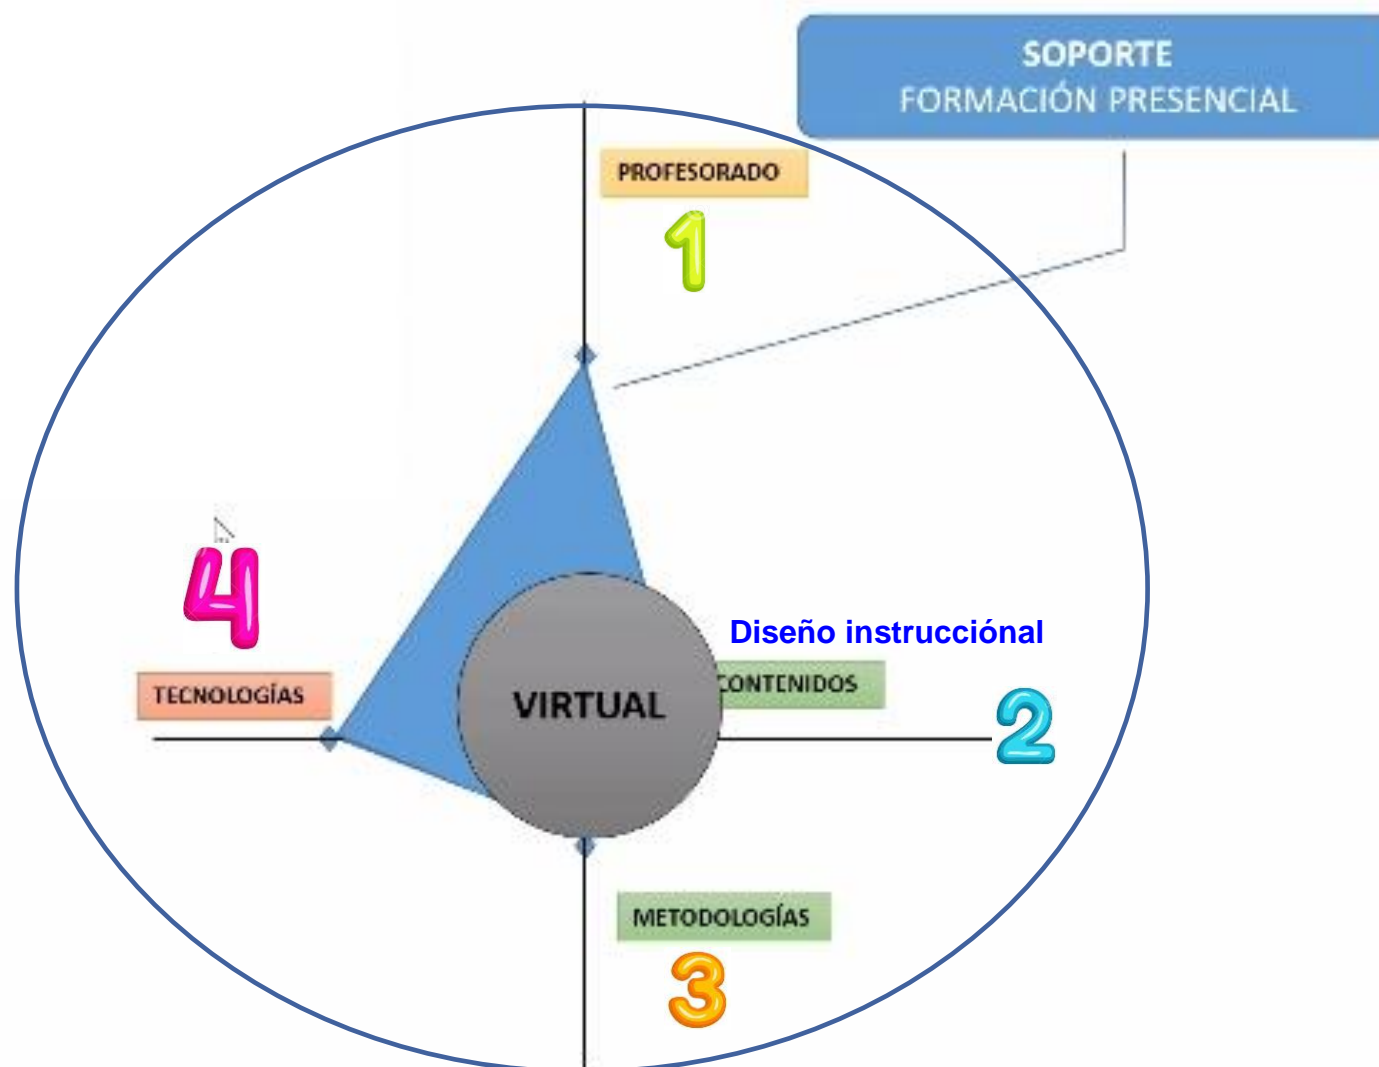 SOPORTE
FORMACIÓN PRESENCIAL
PROFESORADO
1
4
Diseño instrucciónal
TECNOLOGÍAS
VIRTUAL
CONTENIDOS
2
METODOLOGÍAS
3